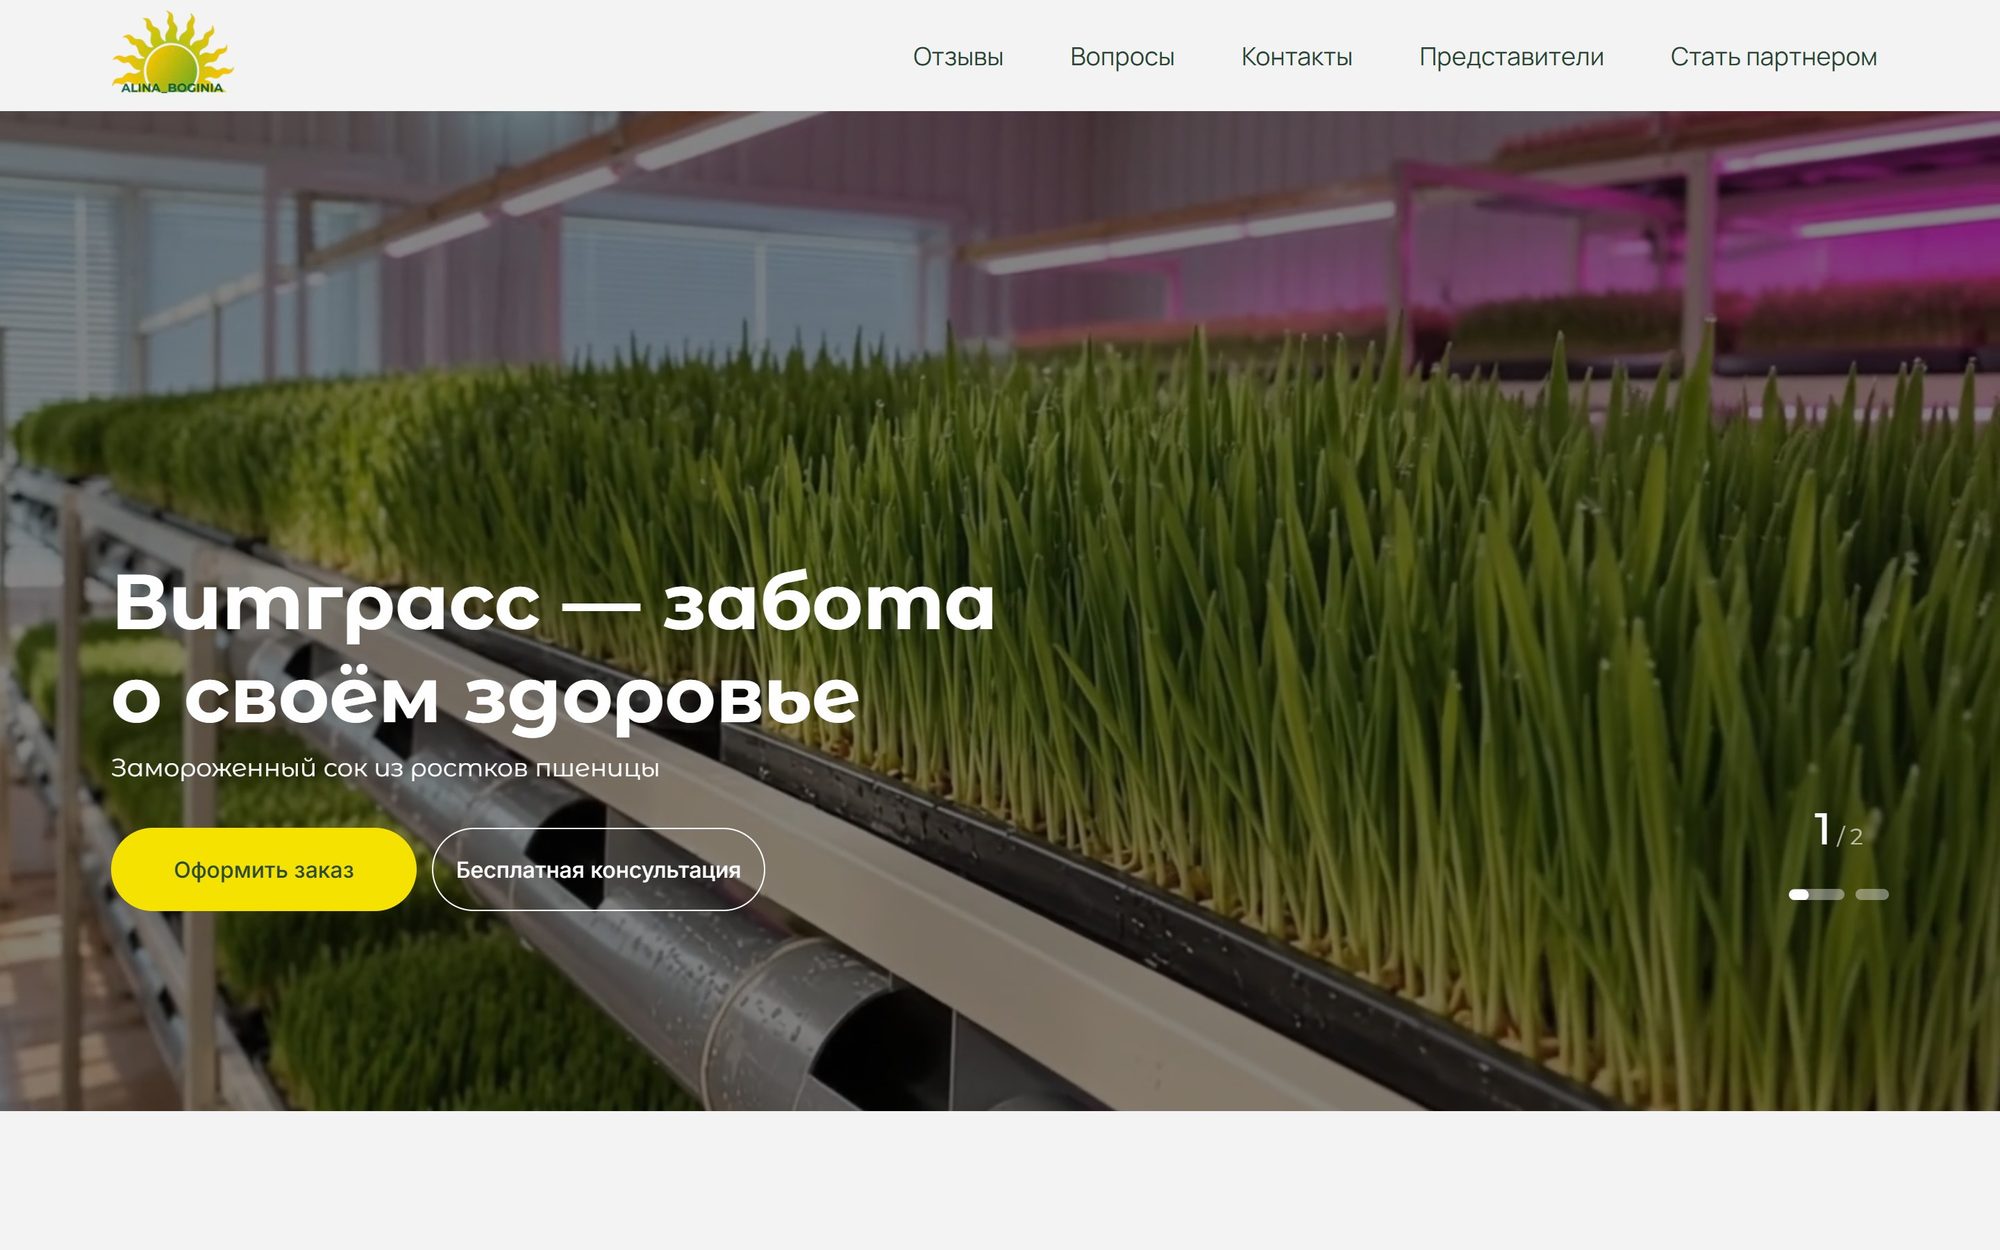 ALINA_BOGINIA
Отзывы
Вопросы
Контакты
Представители
Стать партнером
Витграсс — забота
о своём здоровье
Замороженный сок из ростков пшеницы
Оформить заказ
Бесплатная консультация
1 / 2